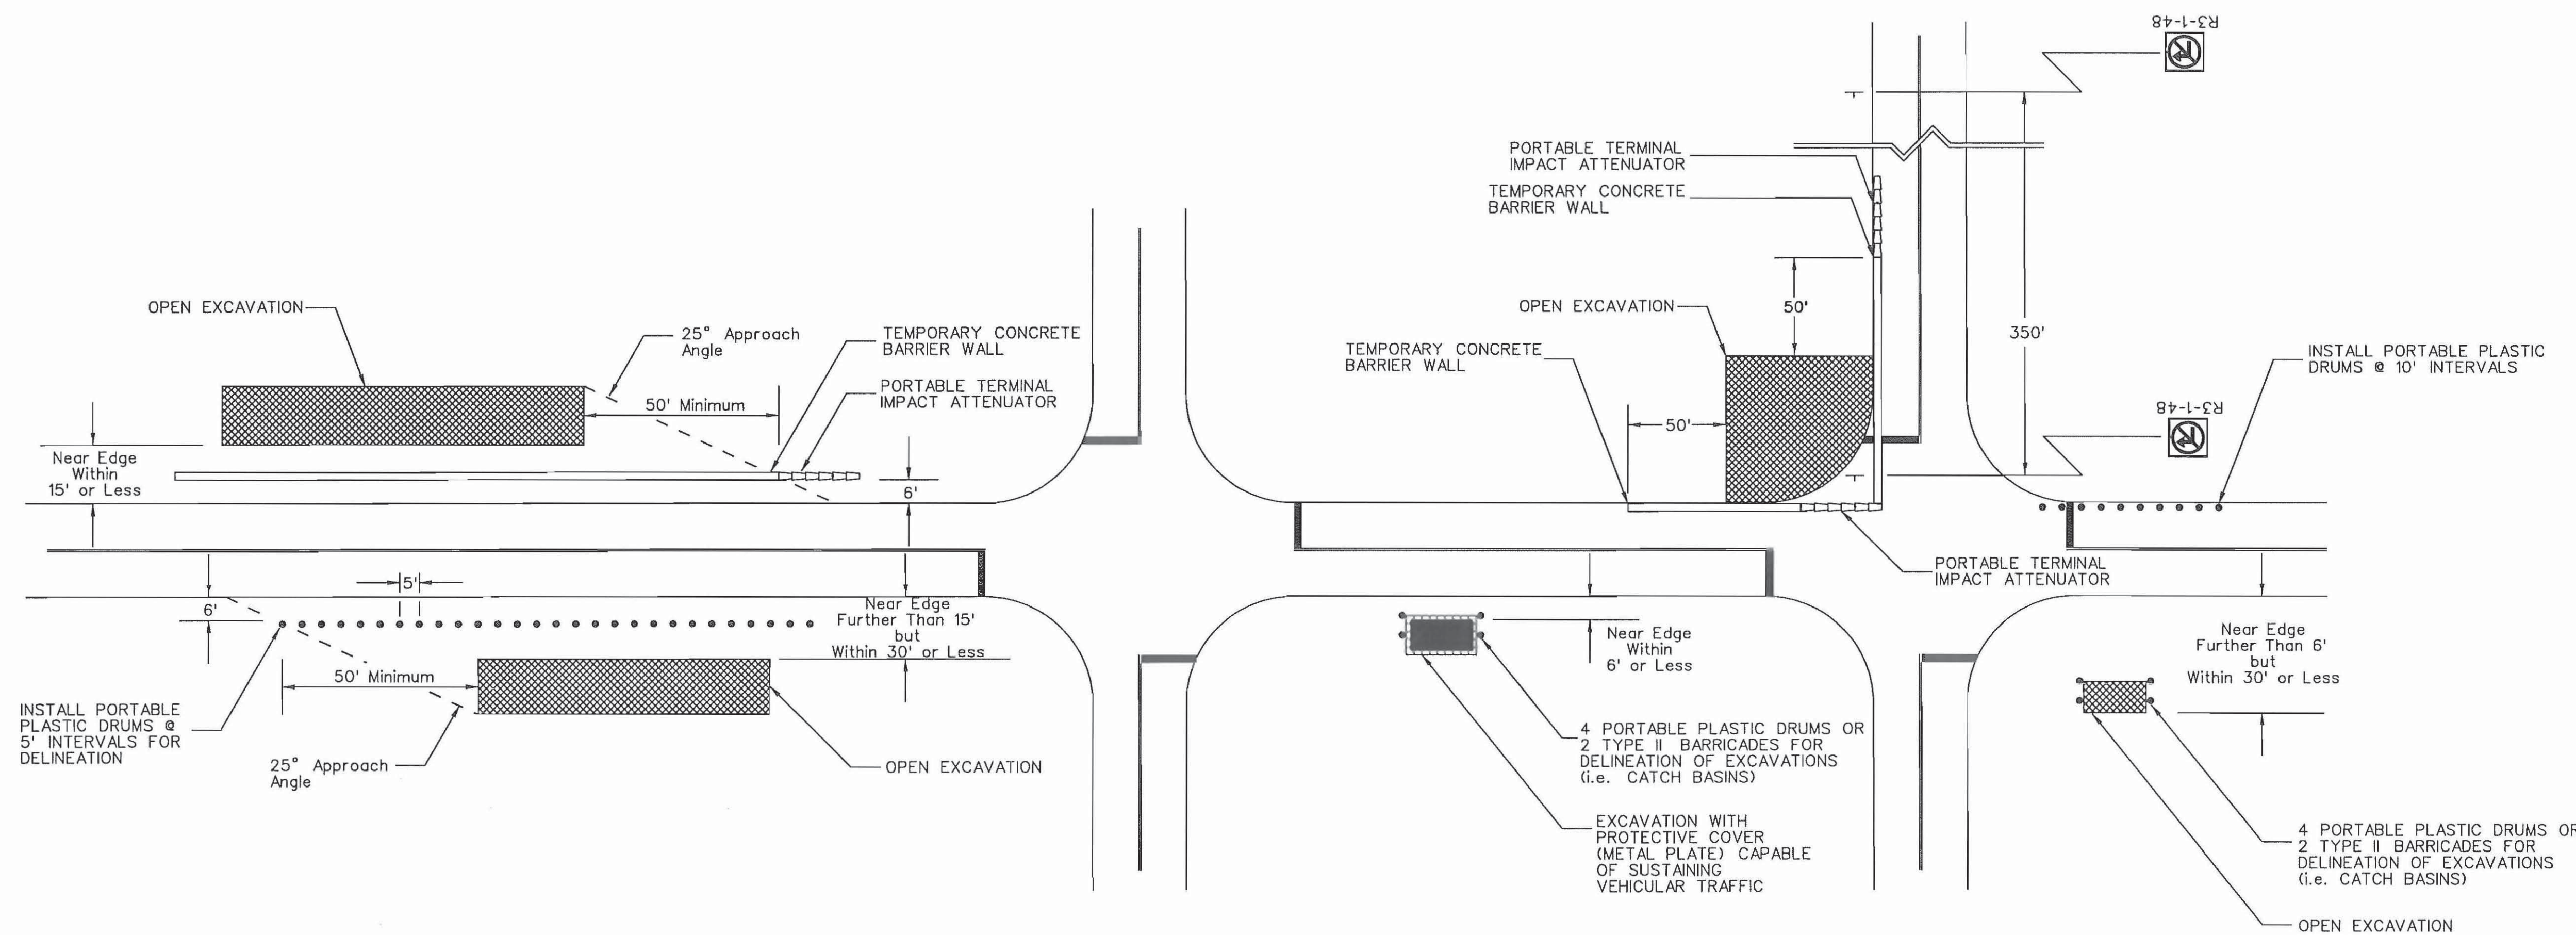 R3-1-48
PORTABLE TERMINAL
IMPACT ATTENUATOR
TEMPORARY CONCRETE
BARRIER WALL
OPEN EXCAVATION
25° Approach
Angle
TEMPORARY CONCRETE
BARRIER WALL
PORTABLE TERMINAL
IMPACT ATTENUATOR
50' Minimum
Near Edge
Within
15' or Less
6'
OPEN EXCAVATION
50'
TEMPORARY CONCRETE
BARRIER WALL
50'
350'
INSTALL PORTABLE PLASTIC
DRUMS @ 10' INTERVALS
R3-1-48
PORTABLE TERMINAL
IMPACT ATTENUATOR
5'
6'
Near Edge
Further Than 15'
but
Within 30' or Less
50' Minimum
INSTALL PORTABLE
PLASTIC DRUMS @
5' INTERVALS FOR
DELINEATION
25° Approach
Angle
OPEN EXCAVATION
Near Edge
Within
6' or Less
4 PORTABLE PLASTIC DRUMS OR
2 TYPE II BARRICADES FOR
DELINEATION OF EXCAVATIONS
(i.e. CATCH BASINS)
EXCAVATION WITH
PROTECTIVE COVER
(METAL PLATE) CAPABLE
OF SUSTAINING
VEHICULAR TRAFFIC
Near Edge
Further Than 6'
but
Within 30' or Less
4 PORTABLE PLASTIC DRUMS OR
2 TYPE II BARRICADES FOR
DELINEATION OF EXCAVATIONS
(i.e. CATCH BASINS)
OPEN EXCAVATION